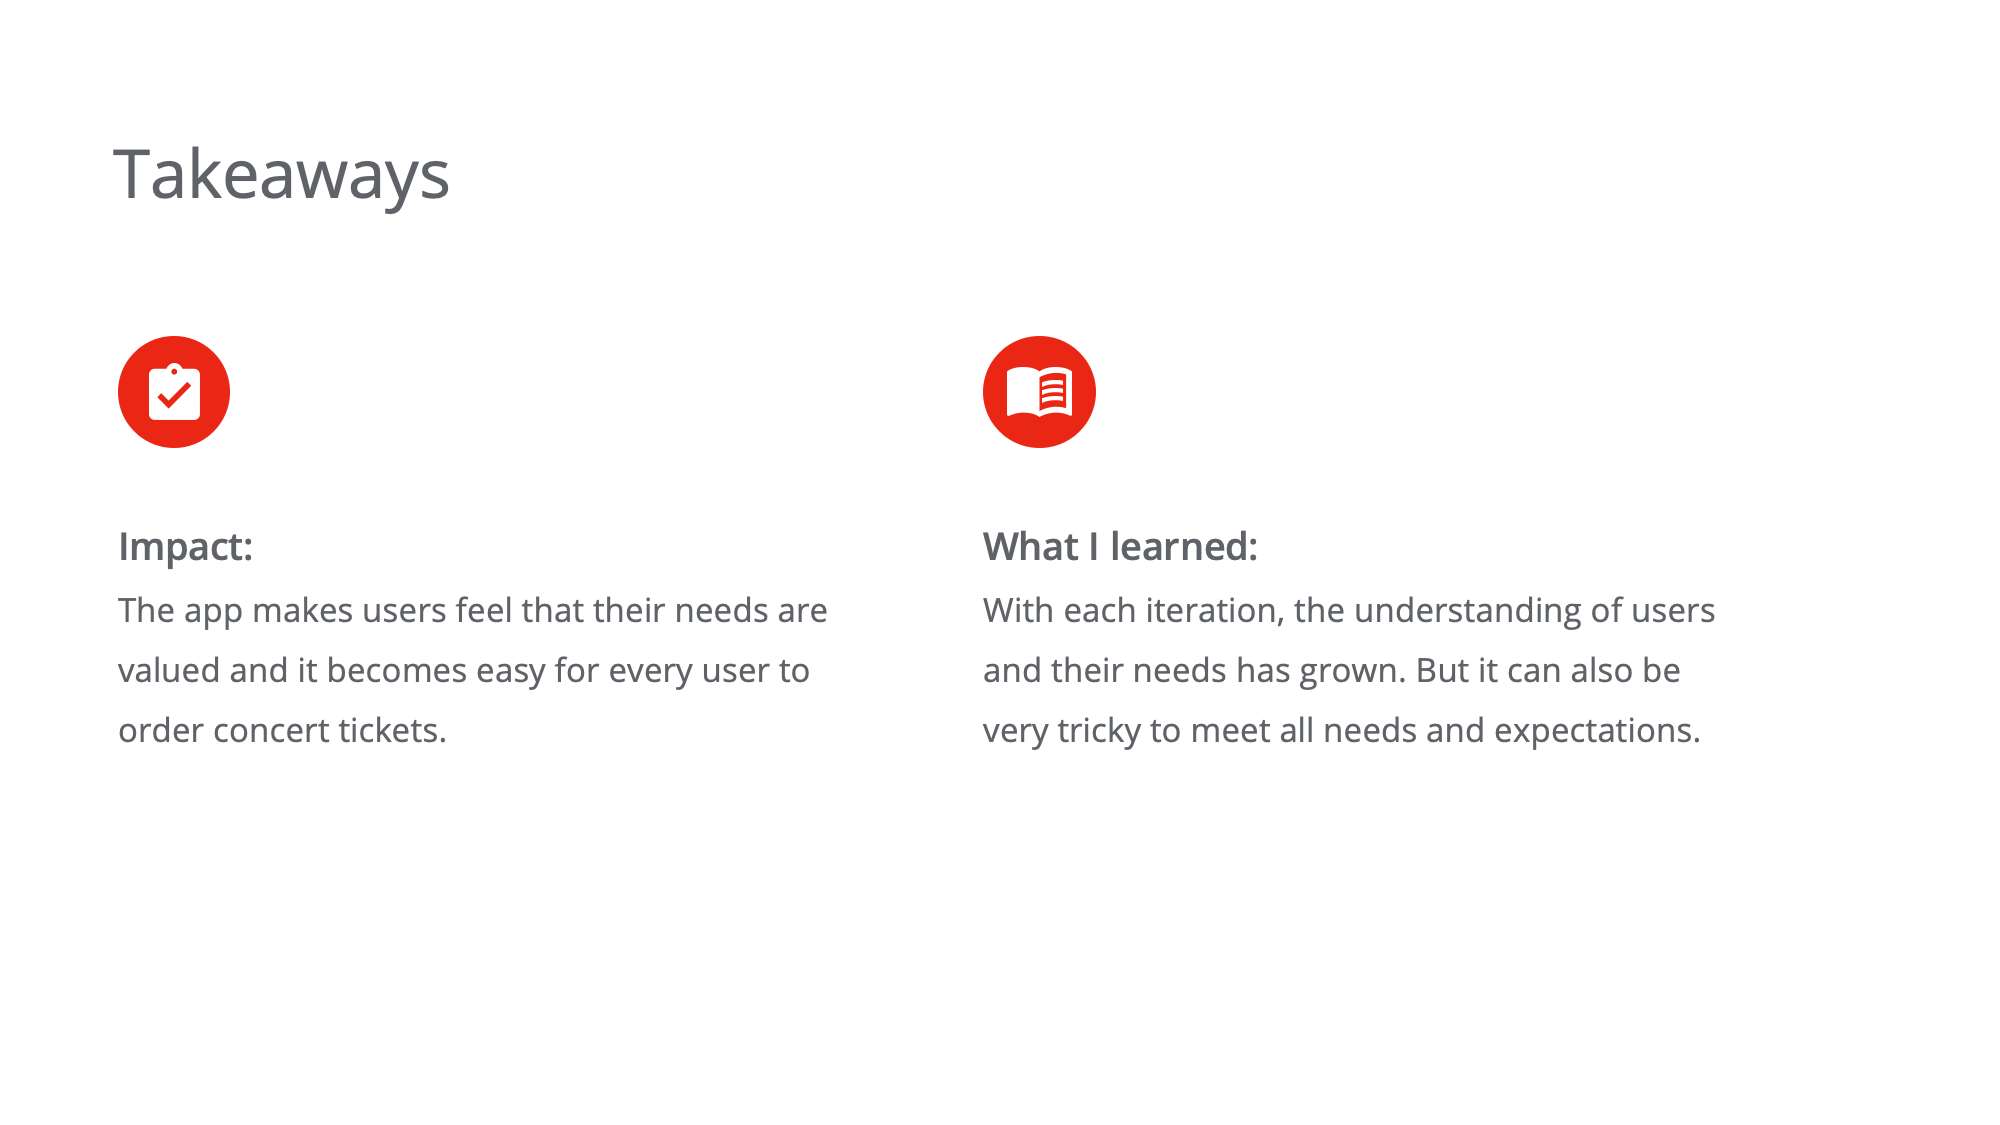 Takeaways
Impact:
The app makes users feel that their needs are
valued and it becomes easy for every user to
order concert tickets.
What I learned:
With each iteration, the understanding of users
and their needs has grown. But it can also be
very tricky to meet all needs and expectations.